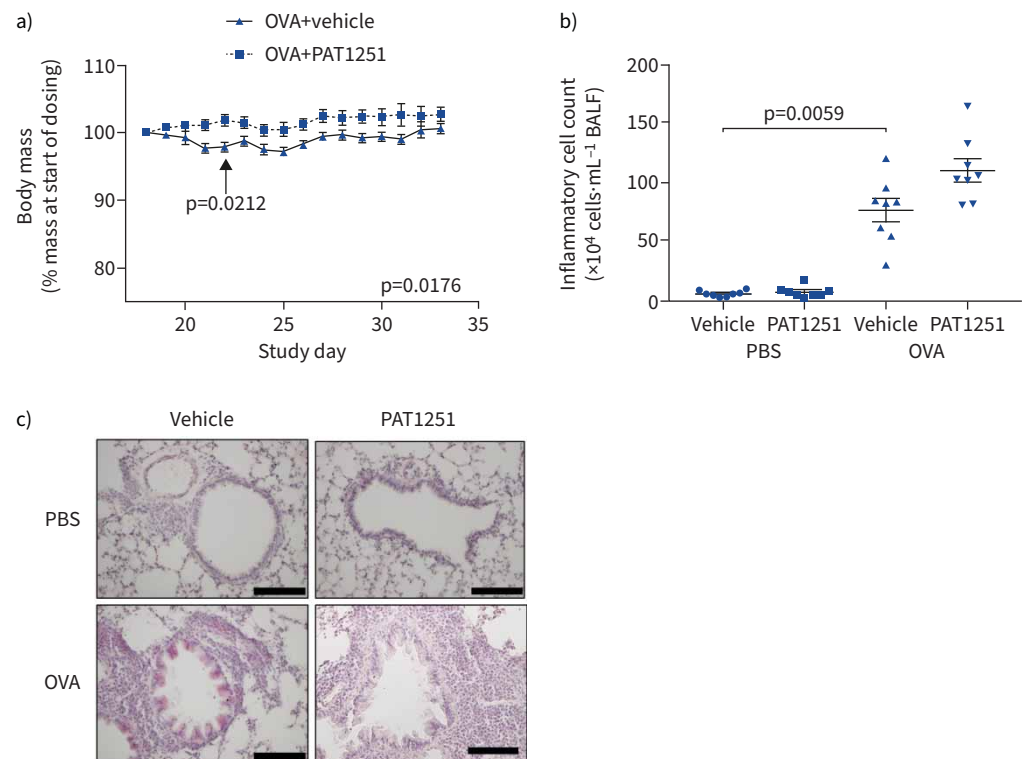 a)
OVA+vehicle
OVA+PAT1251
110
100
90
80
Body mass
(% mass at start of dosing)
p=0.0212
p=0.0176
20
25
30
35
Study day
b)
200
150
100
50
0
Inflammatory cell count
(×10⁴ cells·mL⁻¹ BALF)
p=0.0059
Vehicle PAT1251 Vehicle PAT1251
PBS OVA
c)
Vehicle PAT1251
PBS
OVA